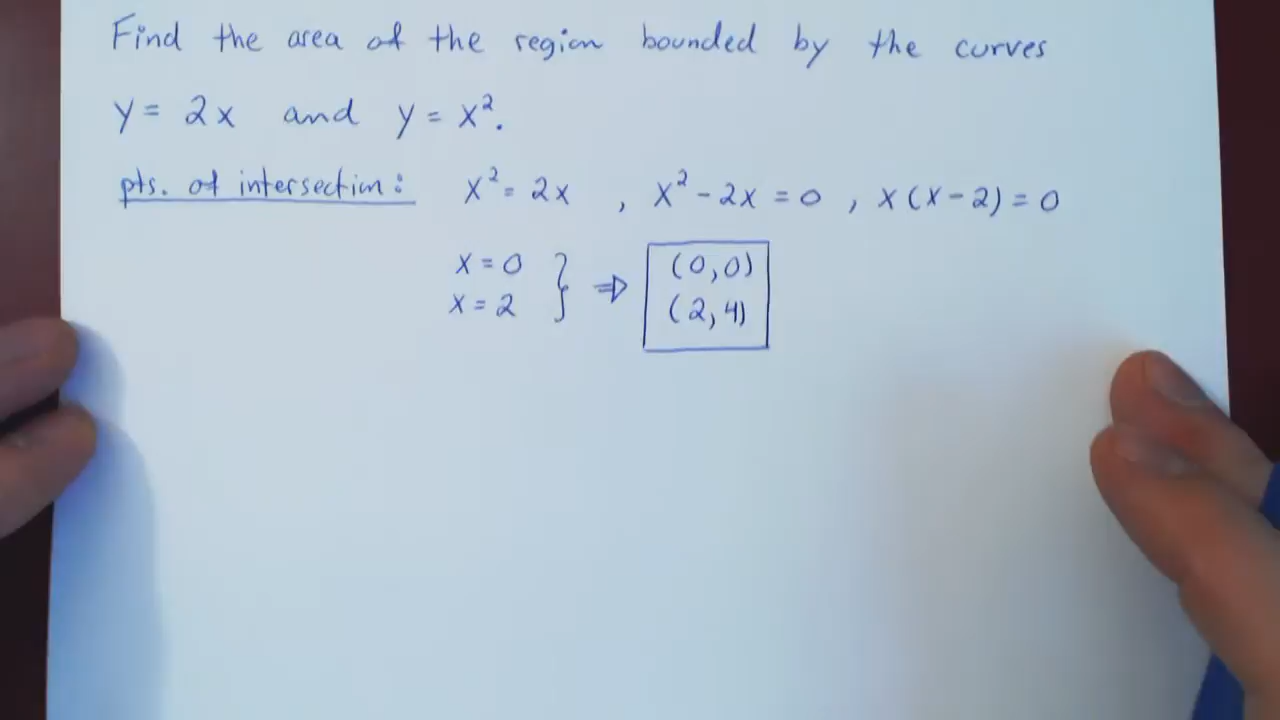 Find the area of the region bounded by the curves
y = 2x and y = x².
pts. of intersection: x² = 2x , x² - 2x = 0 , x(x-2) = 0
x = 0 } ⇒ (0,0)
x = 2 (2,4)